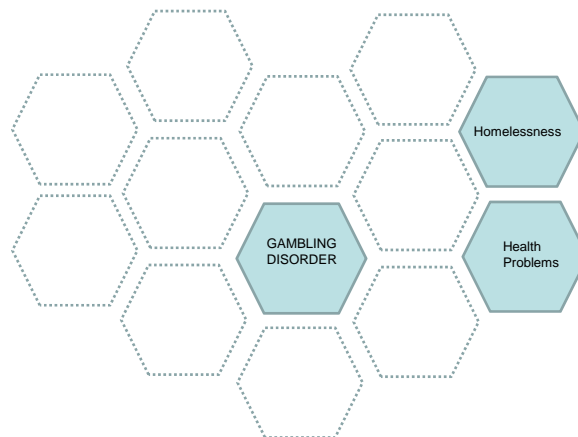 Homelessness
GAMBLING
DISORDER
Health
Problems